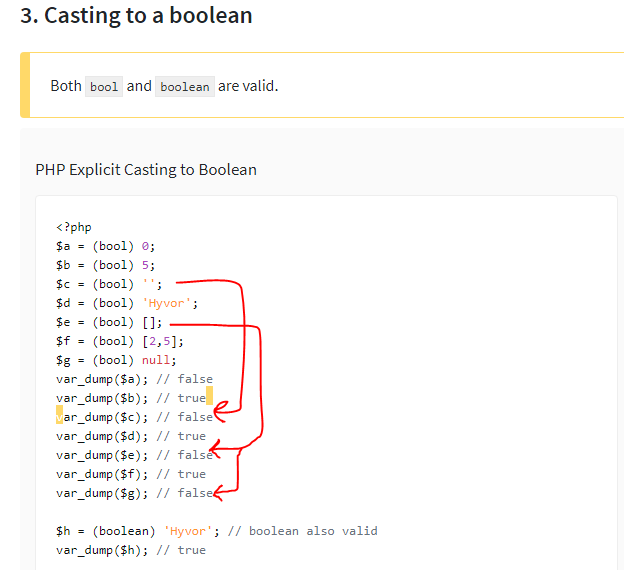 3. Casting to a boolean
Both bool and boolean are valid.
PHP Explicit Casting to Boolean
<?php
$a = (bool) 0;
$b = (bool) 5;
$c = (bool) '';
$d = (bool) 'Hyvor';
$e = (bool) [];
$f = (bool) [2,5];
$g = (bool) null;
var_dump($a); // false
var_dump($b); // true
var_dump($c); // false
var_dump($d); // true
var_dump($e); // false
var_dump($f); // true
var_dump($g); // false
$h = (boolean) 'Hyvor'; // boolean also valid
var_dump($h); // true